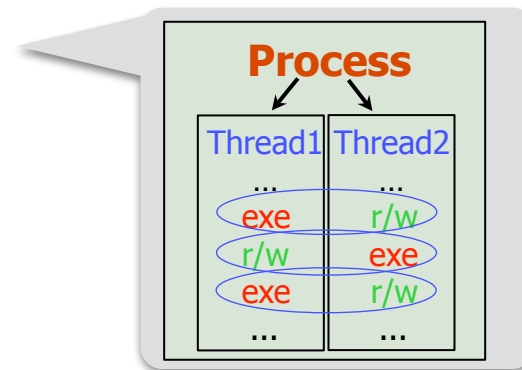 Process
Thread1 Thread2
... ...
exe r/w
r/w exe
exe r/w
... ...